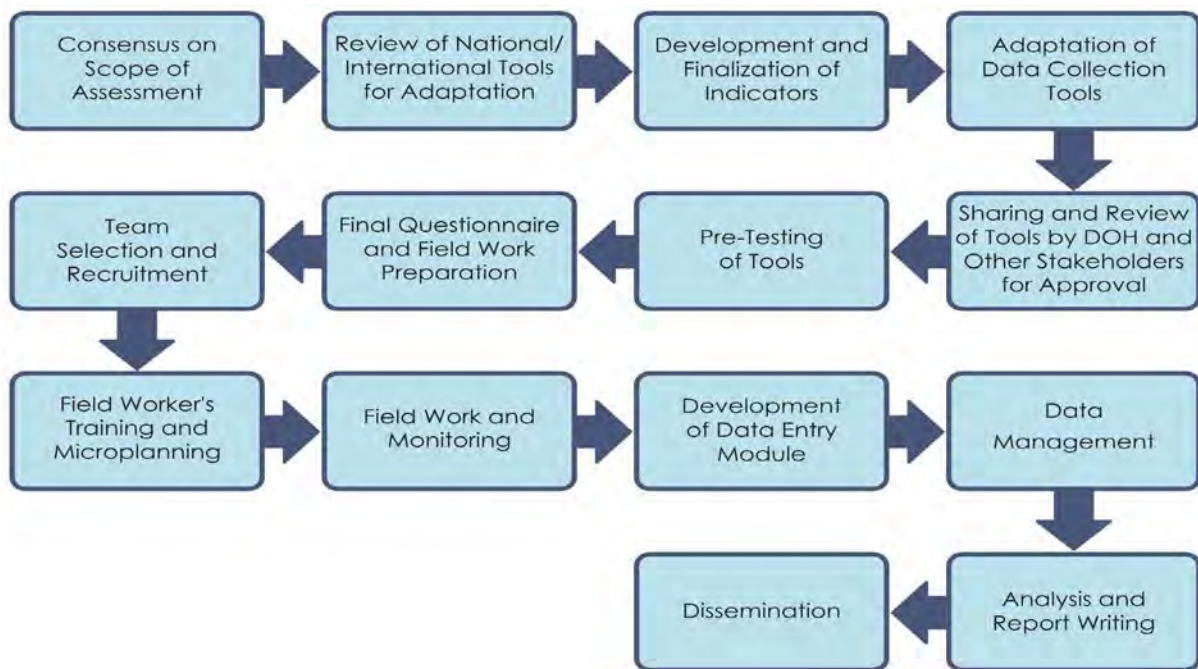 Consensus on
Scope of
Assessment
Review of National/
International Tools
for Adaptation
Development and
Finalization of
Indicators
Adaptation of
Data Collection
Tools
Sharing and Review
of Tools by DOH and
Other Stakeholders
for Approval
Pre-Testing
of Tools
Final Questionnaire
and Field Work
Preparation
Team
Selection and
Recruitment
Field Worker's
Training and
Microplanning
Field Work and
Monitoring
Development
of Data Entry
Module
Data
Management
Analysis and
Report Writing
Dissemination